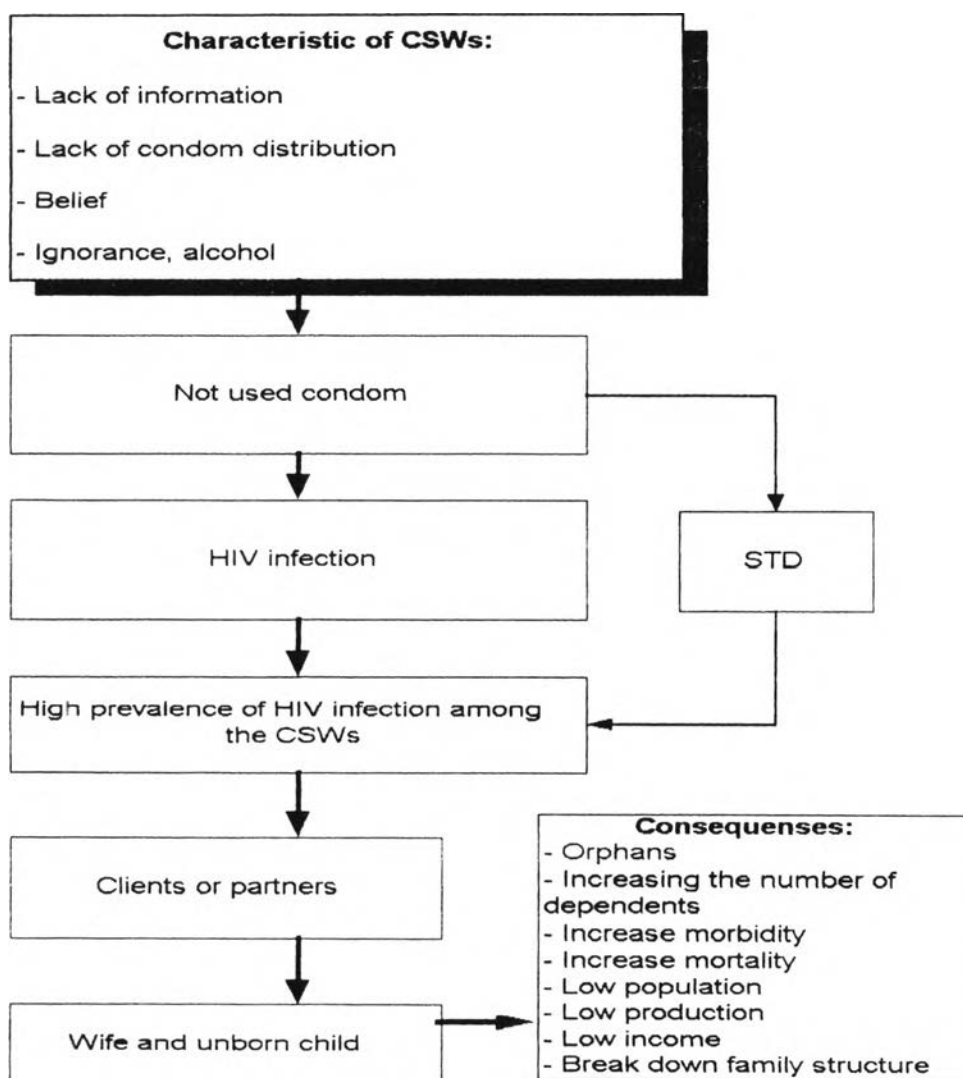 Characteristic of CSWs:
- Lack of information
- Lack of condom distribution
- Belief
- Ignorance, alcohol
Not used condom
HIV infection
STD
High prevalence of HIV infection among
the CSWs
Clients or partners
Wife and unborn child
Consequenses:
- Orphans
- Increasing the number of
dependents
- Increase morbidity
- Increase mortality
- Low population
- Low production
- Low income
- Break down family structure